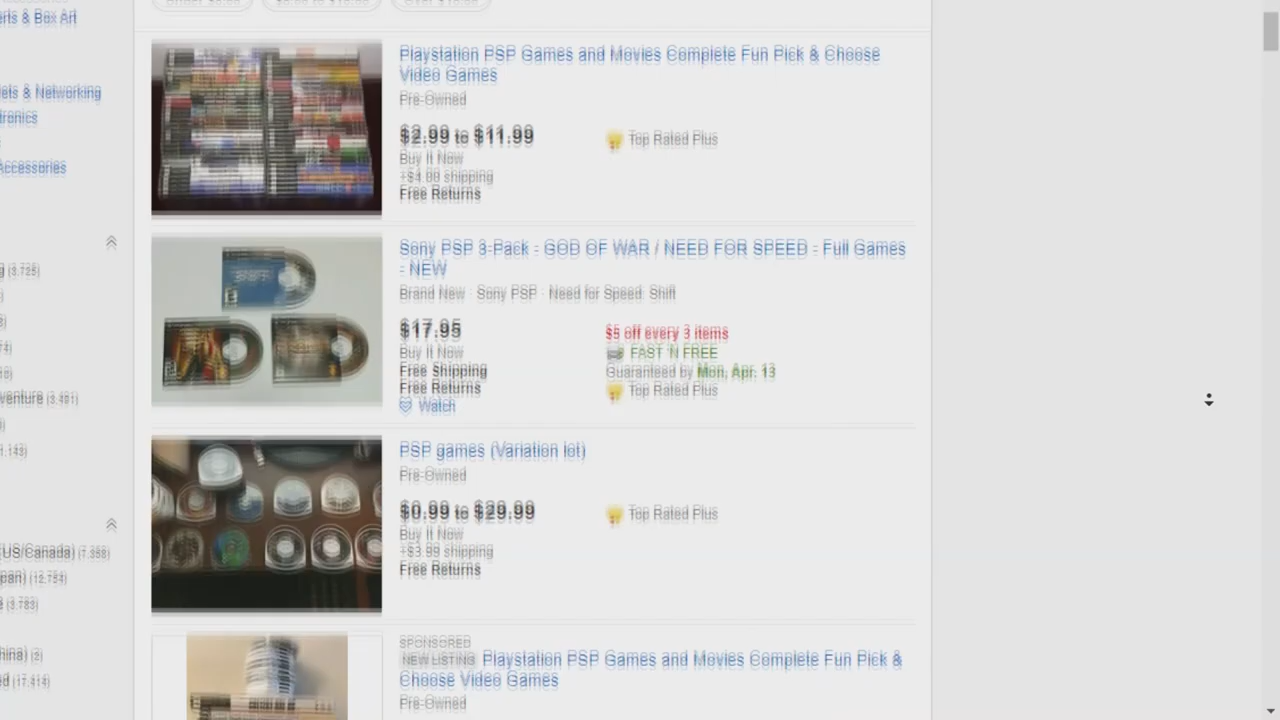 rts & Box Art
ets & Networking
tronics
Accessories
venture (3.481)
(US/Canada)
Playstation PSP Games and Movies Complete Fun Pick & Choose
Video Games
Pre-Owned
$2.99 to $11.99
Top Rated Plus
Buy It Now
shipping
Free Returns
Sony PSP 3-Pack - GOD OF WAR / NEED FOR SPEED - Full Games
- NEW
Brand New · Sony PSP · Need for Speed: Shift
$17.95
$5 off every 3 items
Buy It Now
FAST 'N FREE
Free Shipping
Guaranteed by Mon, Apr. 13
Free Returns
Top Rated Plus
Watch
PSP games (Variation lot)
Pre-Owned
$0.99 to $29.99
Top Rated Plus
Buy It Now
+$3.99 shipping
Free Returns
SPONSORED
NEW LISTING Playstation PSP Games and Movies Complete Fun Pick &
Choose Video Games
Pre-Owned